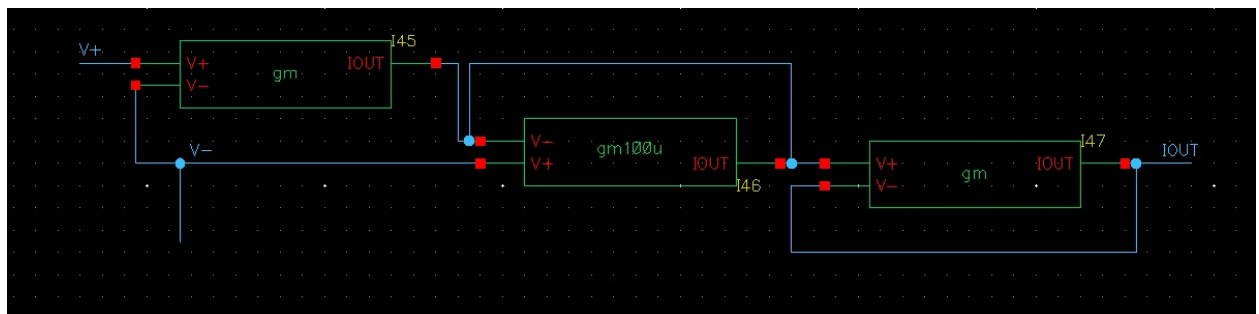 V+
I45
V+
gm
IOUT
V-
V-
V-
gm100u
V+
IOUT
I46
I47
V+
gm
IOUT
V-
IOUT